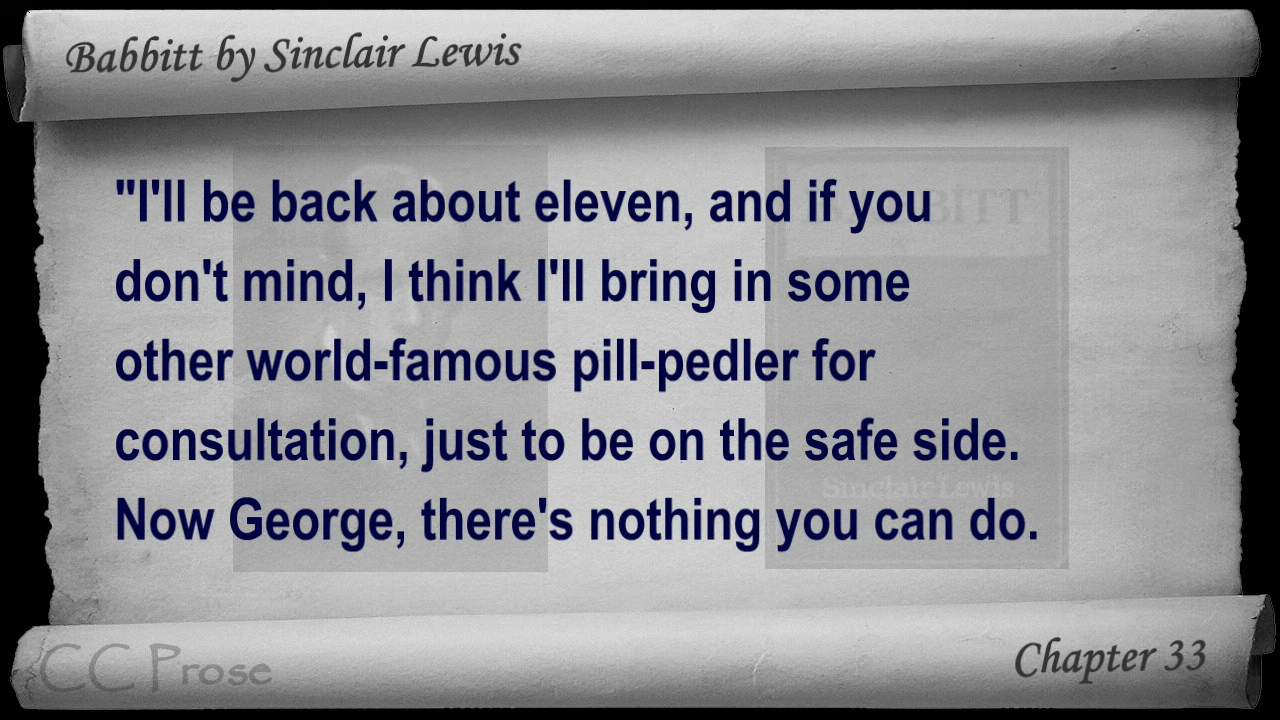 Babbitt by Sinclair Lewis
"I'll be back about eleven, and if you
don't mind, I think I'll bring in some
other world-famous pill-pedler for
consultation, just to be on the safe side.
Now George, there's nothing you can do.
Sinclair Lewis
CC Prose
Chapter 33